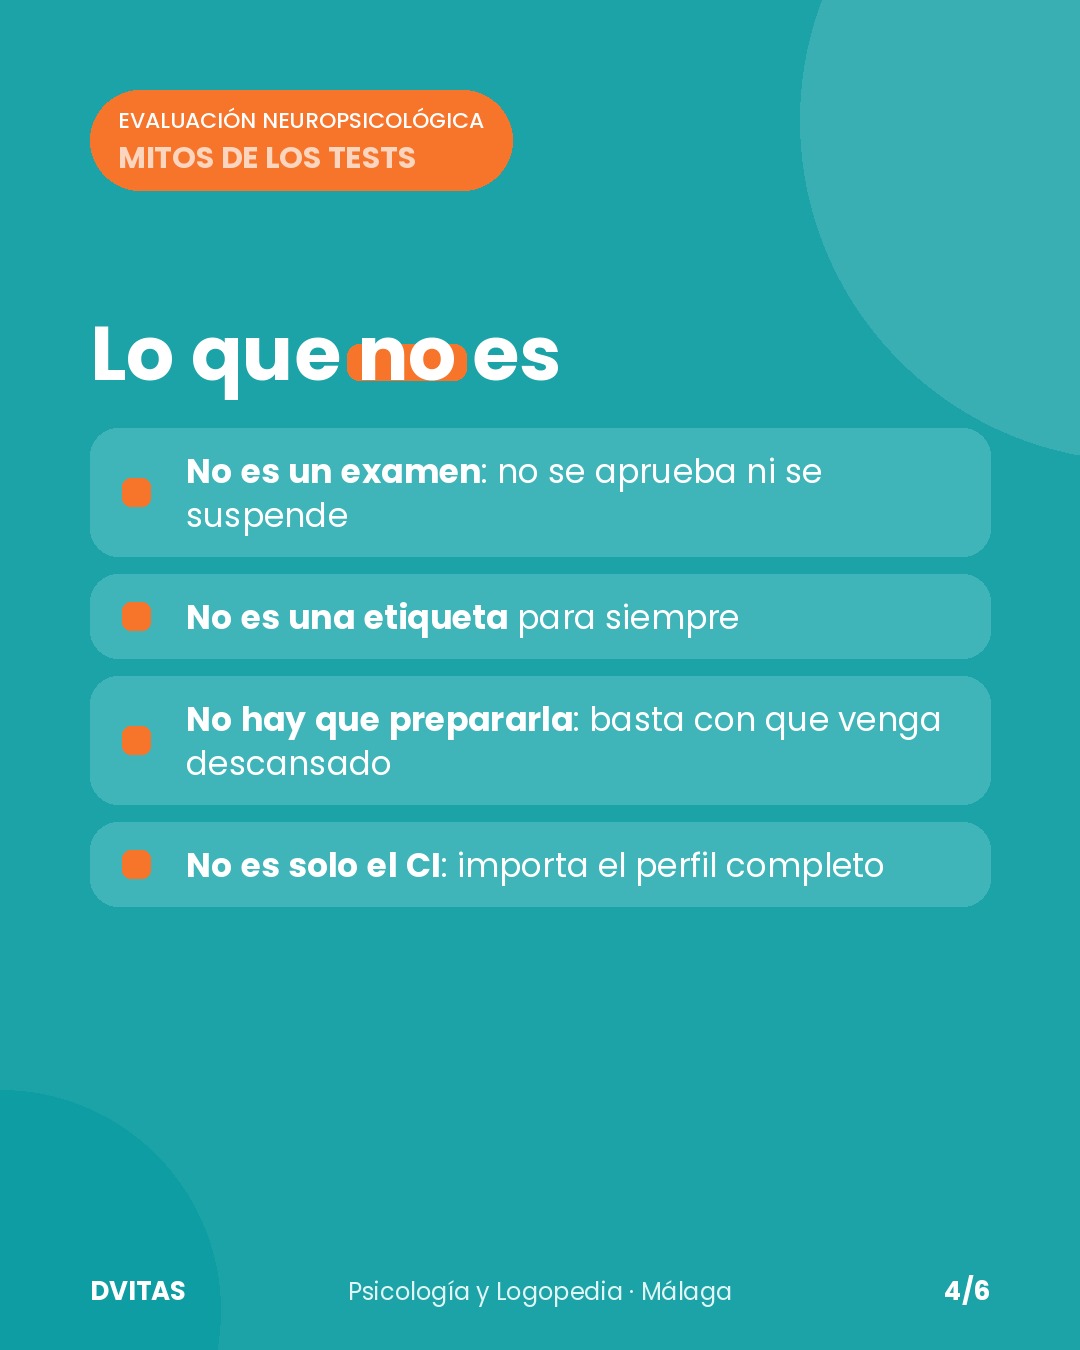 EVALUACIÓN NEUROPSICOLÓGICA
MITOS DE LOS TESTS
Lo que no es
No es un examen: no se aprueba ni se
suspende
No es una etiqueta para siempre
No hay que prepararla: basta con que venga
descansado
No es solo el CI: importa el perfil completo
DVITAS
Psicología y Logopedia · Málaga
4/6